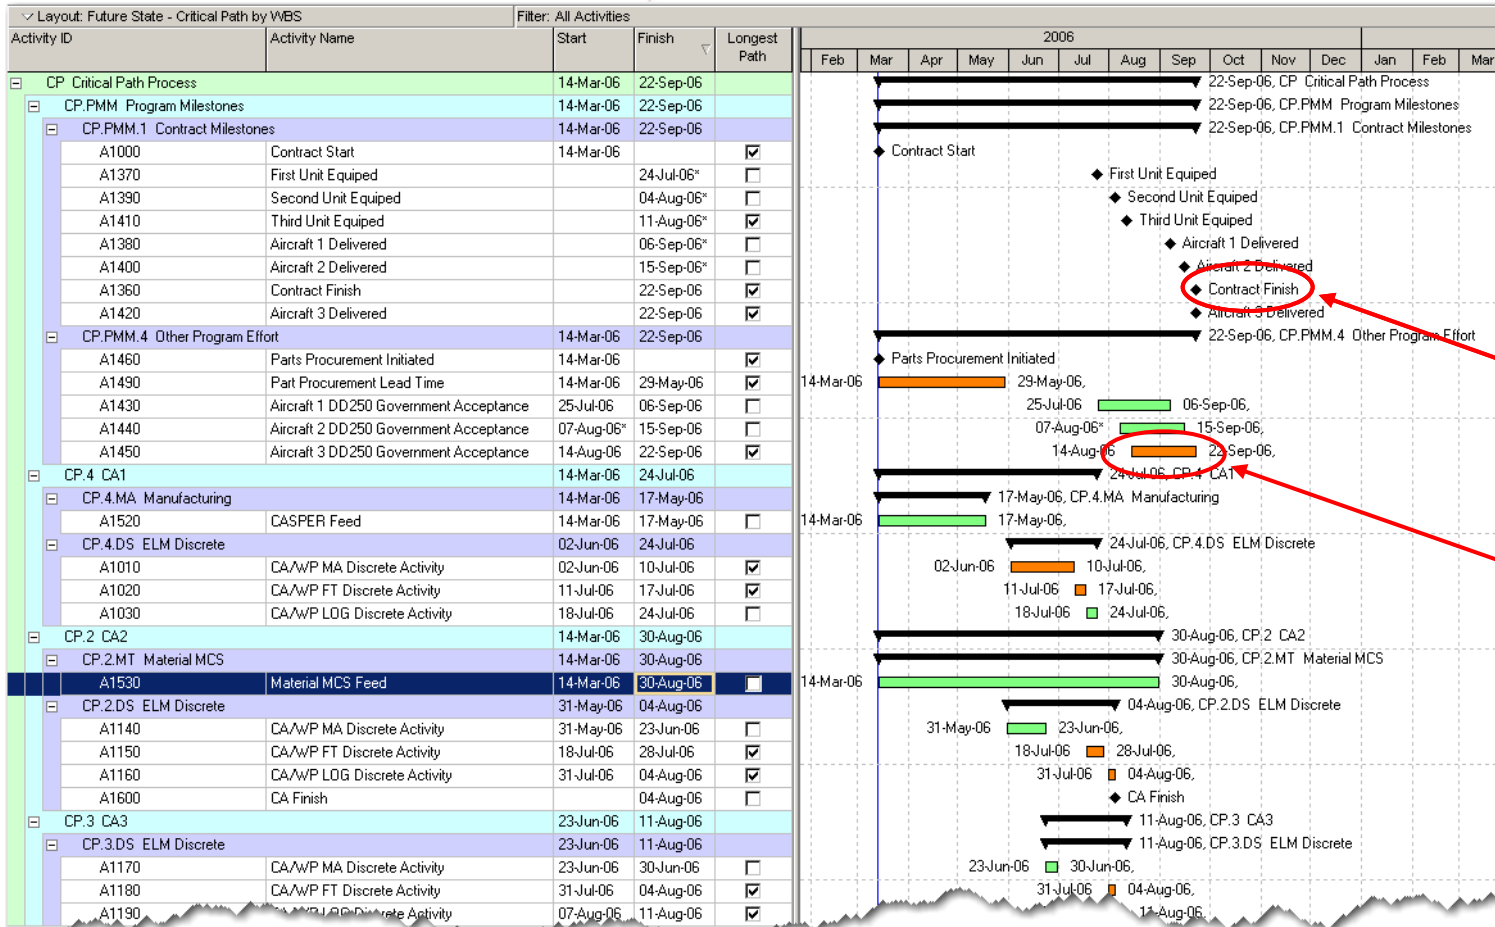 Layout: Future State - Critical Path by WBS Filter: All Activities
Activity ID Activity Name Start Finish Longest Path 2006
Feb Mar Apr May Jun Jul Aug Sep Oct Nov Dec Jan Feb Mar
CP Critical Path Process 14-Mar-06 22-Sep-06 22-Sep-06, CP Critical Path Process
CP.PMM Program Milestones 14-Mar-06 22-Sep-06 22-Sep-06, CP.PMM Program Milestones
CP.PMM.1 Contract Milestones 14-Mar-06 22-Sep-06 22-Sep-06, CP.PMM.1 Contract Milestones
A1000 Contract Start 14-Mar-06 Contract Start
A1370 First Unit Equiped 24-Jul-06* First Unit Equiped
A1390 Second Unit Equiped 04-Aug-06* Second Unit Equiped
A1410 Third Unit Equiped 11-Aug-06* Third Unit Equiped
A1380 Aircraft 1 Delivered 06-Sep-06* Aircraft 1 Delivered
A1400 Aircraft 2 Delivered 15-Sep-06* Aircraft 2 Delivered
A1360 Contract Finish 22-Sep-06 Contract Finish
A1420 Aircraft 3 Delivered 22-Sep-06 Aircraft 3 Delivered
CP.PMM.4 Other Program Effort 14-Mar-06 22-Sep-06 22-Sep-06, CP.PMM.4 Other Program Effort
A1460 Parts Procurement Initiated 14-Mar-06 Parts Procurement Initiated
A1490 Part Procurement Lead Time 14-Mar-06 29-May-06 14-Mar-06 29-May-06,
A1430 Aircraft 1 DD250 Government Acceptance 25-Jul-06 06-Sep-06 25-Jul-06 06-Sep-06,
A1440 Aircraft 2 DD250 Government Acceptance 07-Aug-06* 15-Sep-06 07-Aug-06* 15-Sep-06,
A1450 Aircraft 3 DD250 Government Acceptance 14-Aug-06 22-Sep-06 14-Aug-06 22-Sep-06,
CP.4 CA1 14-Mar-06 24-Jul-06 24-Jul-06, CP.4 CA1
CP.4.MA Manufacturing 14-Mar-06 17-May-06 17-May-06, CP.4.MA Manufacturing
A1520 CASPER Feed 14-Mar-06 17-May-06 14-Mar-06 17-May-06,
CP.4.DS ELM Discrete 02-Jun-06 24-Jul-06 24-Jul-06, CP.4.DS ELM Discrete
A1010 CA/WP MA Discrete Activity 02-Jun-06 10-Jul-06 02-Jun-06 10-Jul-06,
A1020 CA/WP FT Discrete Activity 11-Jul-06 17-Jul-06 11-Jul-06 17-Jul-06,
A1030 CA/WP LOG Discrete Activity 18-Jul-06 24-Jul-06 18-Jul-06 24-Jul-06,
CP.2 CA2 14-Mar-06 30-Aug-06 30-Aug-06, CP.2 CA2
CP.2.MT Material MCS 14-Mar-06 30-Aug-06 30-Aug-06, CP.2.MT Material MCS
A1530 Material MCS Feed 14-Mar-06 30-Aug-06 14-Mar-06 30-Aug-06,
CP.2.DS ELM Discrete 31-May-06 04-Aug-06 04-Aug-06, CP.2.DS ELM Discrete
A1140 CA/WP MA Discrete Activity 31-May-06 23-Jun-06 31-May-06 23-Jun-06,
A1150 CA/WP FT Discrete Activity 18-Jul-06 28-Jul-06 18-Jul-06 28-Jul-06,
A1160 CA/WP LOG Discrete Activity 31-Jul-06 04-Aug-06 31-Jul-06 04-Aug-06,
A1600 CA Finish 04-Aug-06 CA Finish
CP.3 CA3 23-Jun-06 11-Aug-06 11-Aug-06, CP.3 CA3
CP.3.DS ELM Discrete 23-Jun-06 11-Aug-06 11-Aug-06, CP.3.DS ELM Discrete
A1170 CA/WP MA Discrete Activity 23-Jun-06 30-Jun-06 23-Jun-06 30-Jun-06,
A1180 CA/WP FT Discrete Activity 31-Jul-06 04-Aug-06 31-Jul-06 04-Aug-06,
A1190 CA/WP LOG Discrete Activity 07-Aug-06 11-Aug-06 11-Aug-06,